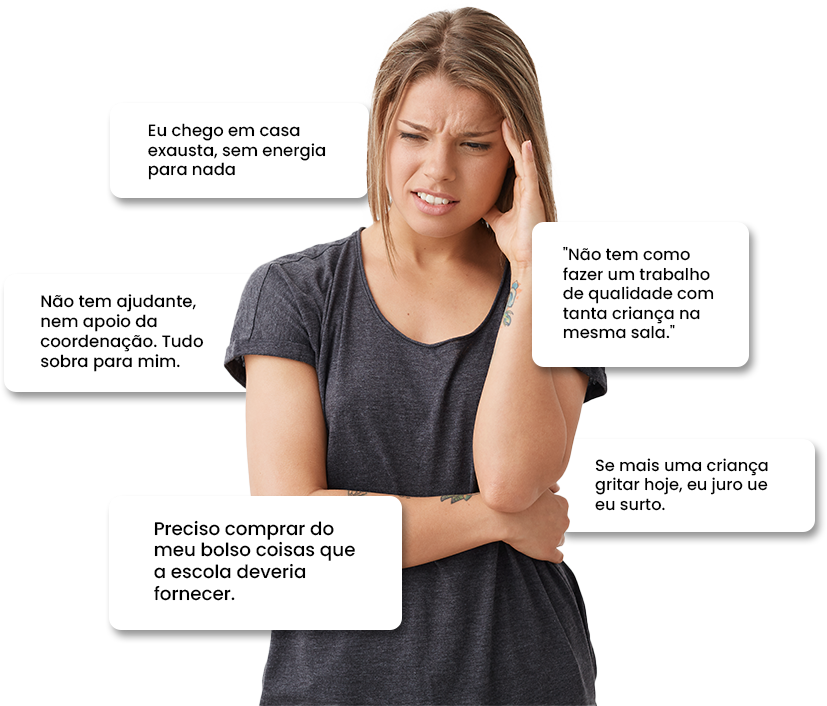 Eu chego em casa
exausta, sem energia
para nada
"Não tem como
fazer um trabalho
de qualidade com
tanta criança na
mesma sala."
Não tem ajudante,
nem apoio da
coordenação. Tudo
sobra para mim.
Se mais uma criança
gritar hoje, eu juro ue
eu surto.
Preciso comprar do
meu bolso coisas que
a escola deveria
fornecer.